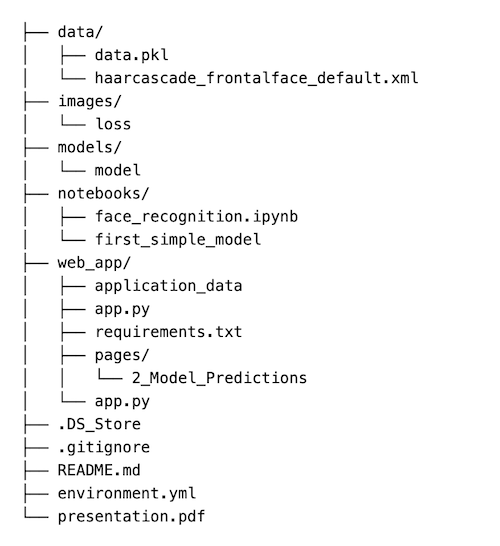 ├── data/
│   ├── data.pkl
│   └── haarcascade_frontalface_default.xml
├── images/
│   └── loss
├── models/
│   └── model
├── notebooks/
│   ├── face_recognition.ipynb
│   └── first_simple_model
├── web_app/
│   ├── application_data
│   ├── app.py
│   ├── requirements.txt
│   ├── pages/
│   │   └── 2_Model_Predictions
│   └── app.py
├── .DS_Store
├── .gitignore
├── README.md
├── environment.yml
└── presentation.pdf